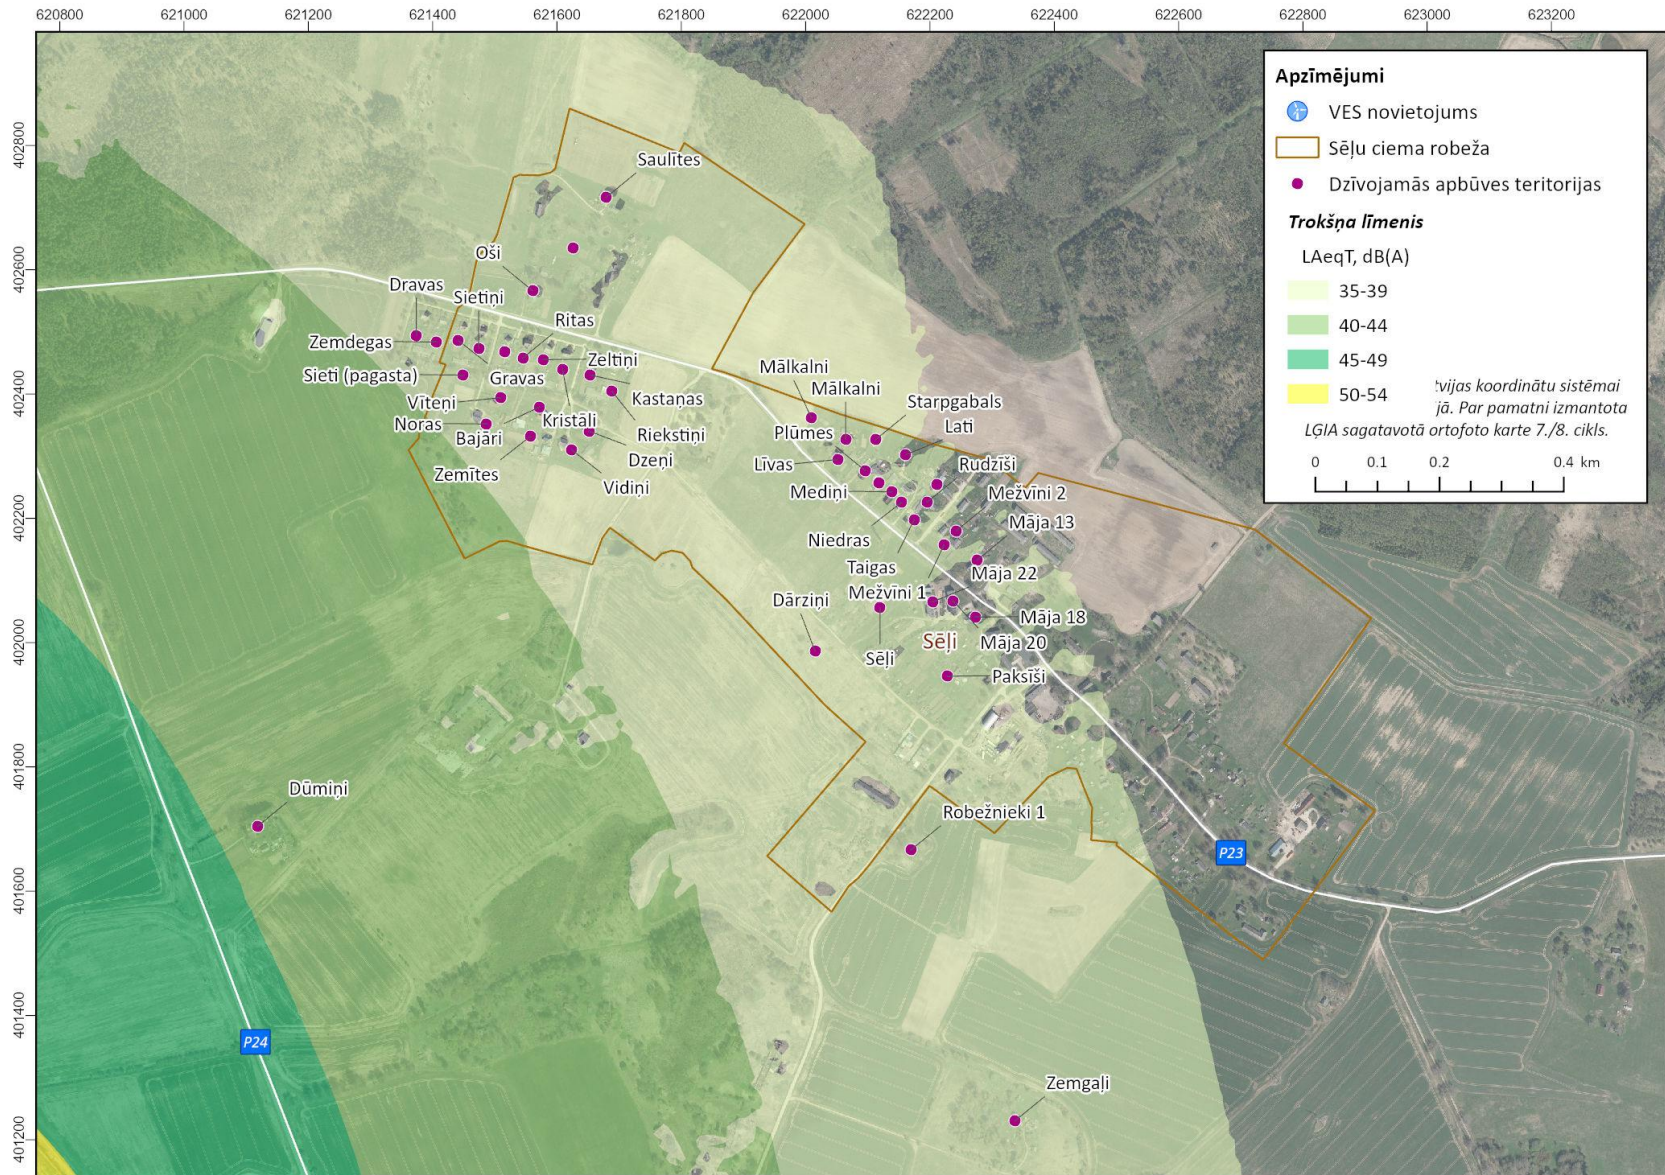 620800 621000 621200 621400 621600 621800 622000 622200 622400 622600 622800 623000 623200
402800
402600
402400
402200
402000
401800
401600
401400
401200
Apzīmējumi
VES novietojums
Sēļu ciema robeža
Dzīvojamās apbūves teritorijas
Trokšņa līmenis
LAeqT, dB(A)
35-39
40-44
45-49
50-54
koordinātu sistēmai
Par pamatni izmantota
LĢIA sagatavotā ortofoto karte 7./8. cikls.
0 0.1 0.2 0.4 km
Saulītes
Oši
Dravas
Sietiņi
Ritas
Zemdegas
Zeltiņi
Sieti (pagasta)
Gravas
Vīteņi
Kastaņas
Noras
Kristāli
Bajāri
Riekstiņi
Zemītes
Dzeņi
Vidiņi
Mālkalni
Mālkalni
Starpgabals
Plūmes
Lati
Līvas
Rudzīši
Mediņi
Mežvīni 2
Māja 13
Niedras
Taigas
Māja 22
Mežvīni 1
Dārziņi
Māja 18
Sēļi
Māja 20
Sēļi
Paksīši
Dūmiņi
Robežnieki 1
P23
P24
Zemgaļi